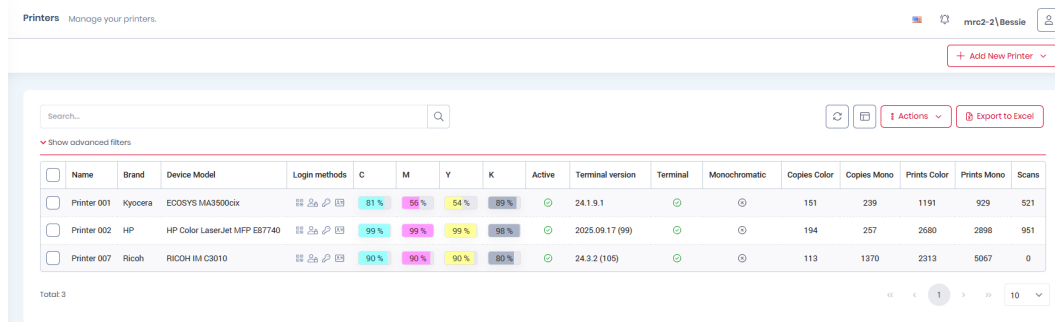 Printers Manage your printers. mrc2-2\Bessie
+ Add New Printer
Search... Actions Export to Excel
Show advanced filters
Name Brand Device Model Login methods C M Y K Active Terminal version Terminal Monochromatic Copies Color Copies Mono Prints Color Prints Mono Scans
Printer 001 Kyocera ECOSYS MA3500cix 81 % 56 % 54 % 89 % 24.1.9.1 151 239 1191 929 521
Printer 002 HP HP Color LaserJet MFP E87740 99 % 99 % 99 % 98 % 2025.09.17 (99) 194 257 2680 2898 951
Printer 007 Ricoh RICOH IM C3010 90 % 90 % 90 % 80 % 24.3.2 (105) 113 1370 2313 5067 0
Total: 3 1 10